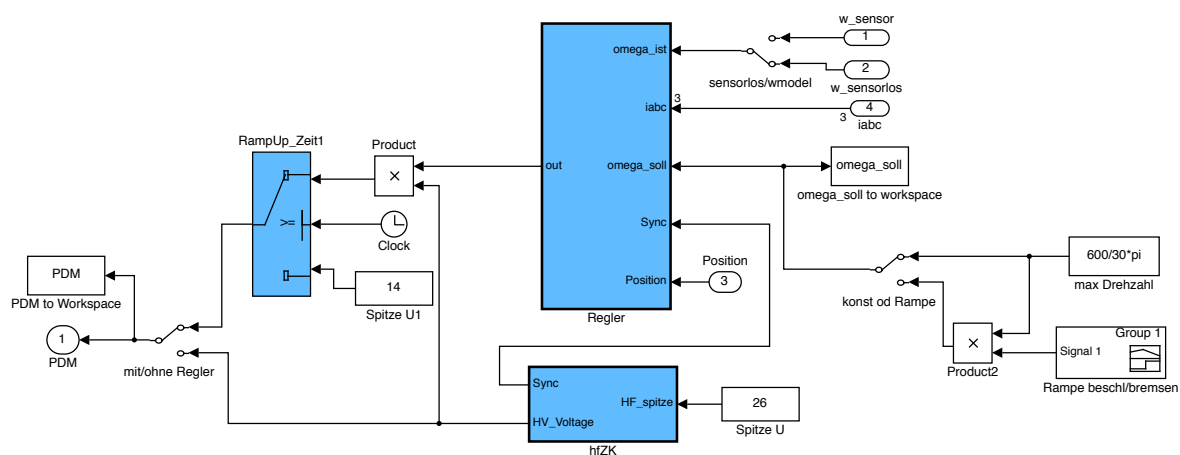 w_sensor
1
omega_ist
sensorlos/wmodel
2
w_sensorlos
3
iabc
4
3
iabc
RampUp_Zeit1
Product
×
out
omega_soll
omega_soll
omega_soll to workspace
>=
Clock
Sync
Position
3
Position
Regler
600/30*pi
max Drehzahl
konst od Rampe
PDM
PDM to Workspace
14
Spitze U1
1
PDM
mit/ohne Regler
×
Product2
Group 1
Signal 1
Rampe beschl/bremsen
Sync
HF_spitze
HV_Voltage
hfZK
26
Spitze U